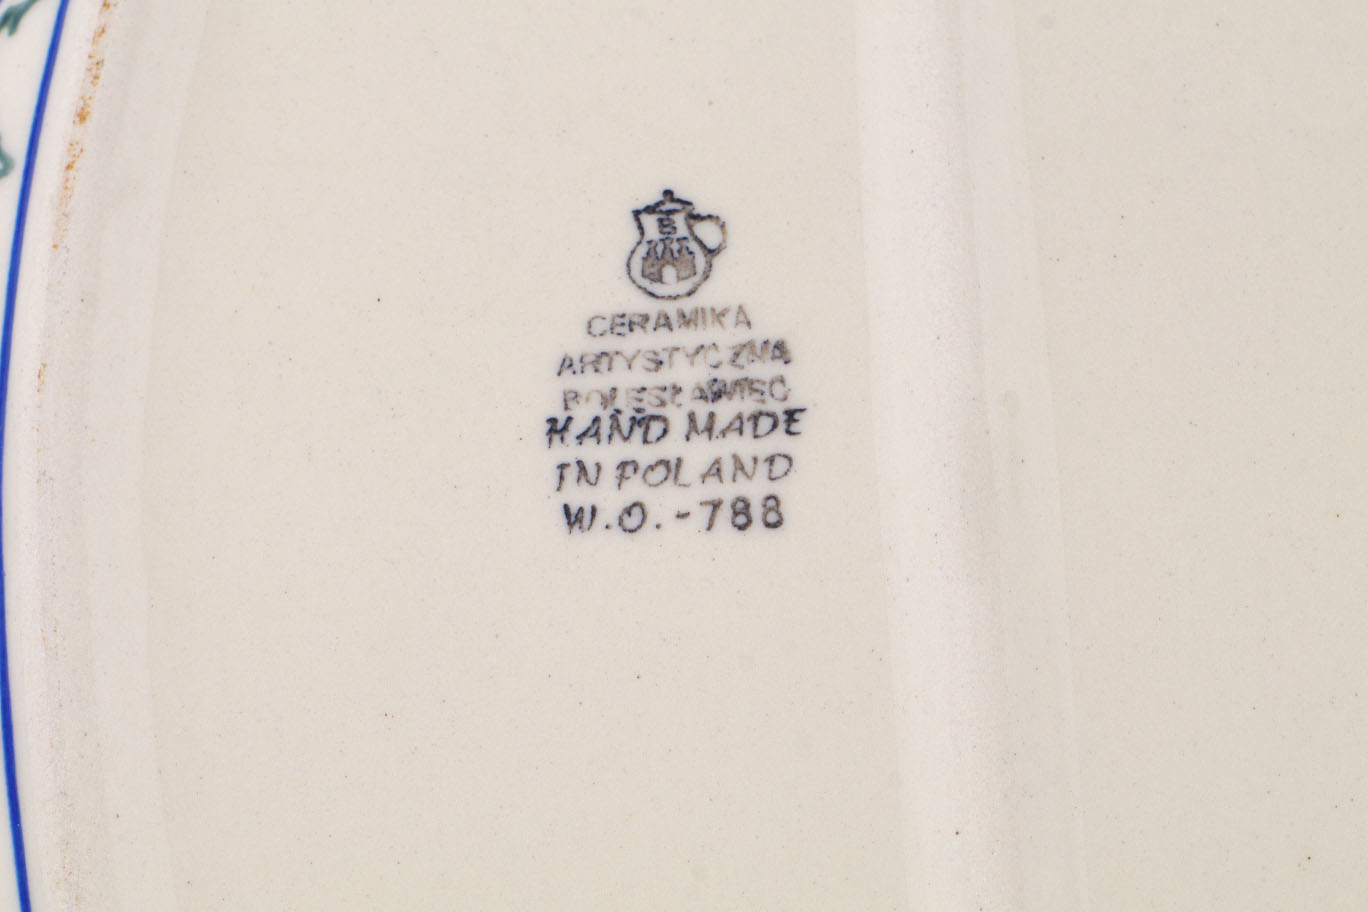 B
CERAMIKA
ARTYSTYCZNA
BOLESŁAWIEC
HAND MADE
IN POLAND
W.O.-788